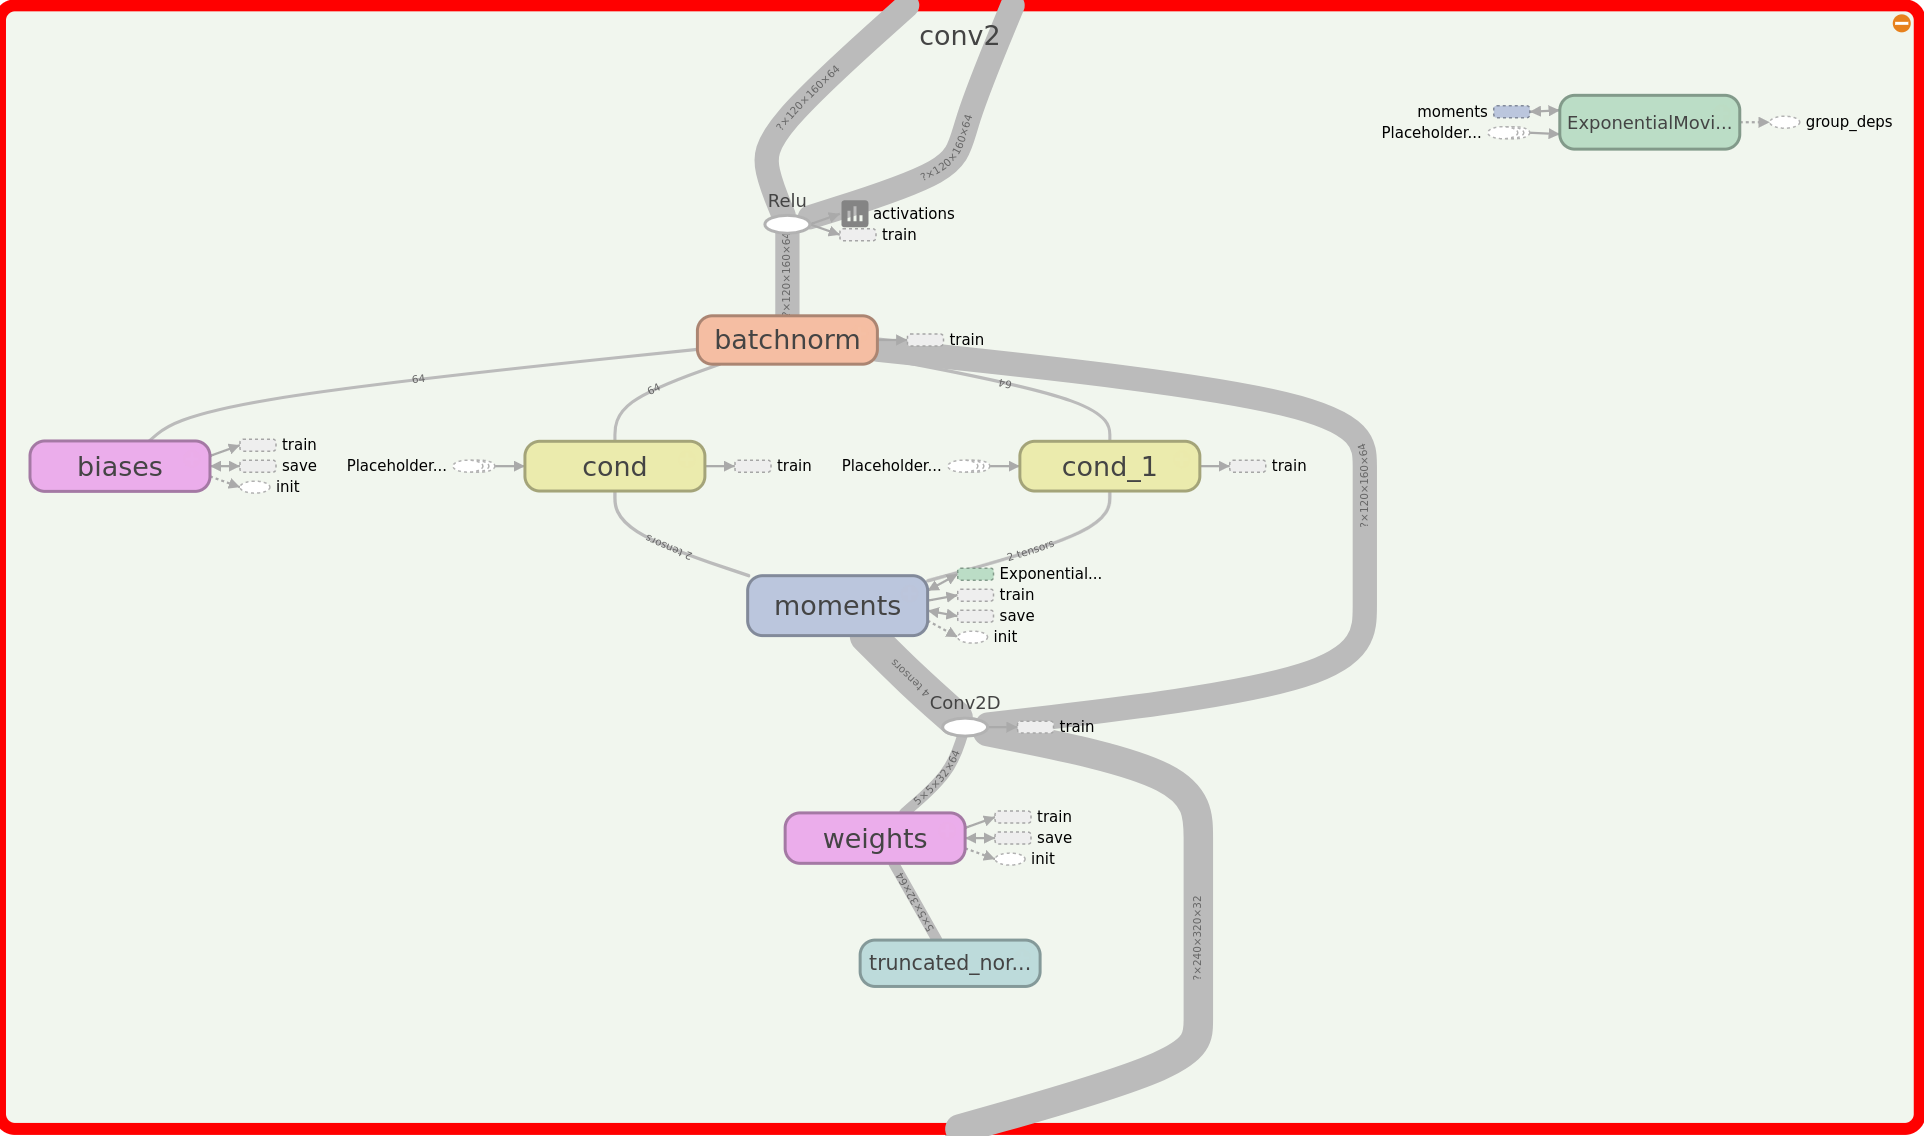 conv2
?×120×160×64
?×120×160×64
moments
Placeholder...
ExponentialMovi...
group_deps
Relu
activations
train
?×120×160×64
batchnorm
train
64
64
64
biases
train
save
init
Placeholder...
cond
train
Placeholder...
cond_1
train
?×120×160×64
2 tensors
2 tensors
moments
Exponential...
train
save
init
4 tensors
Conv2D
train
5×5×32×64
weights
train
save
init
5×5×32×64
?×240×320×32
truncated_nor...